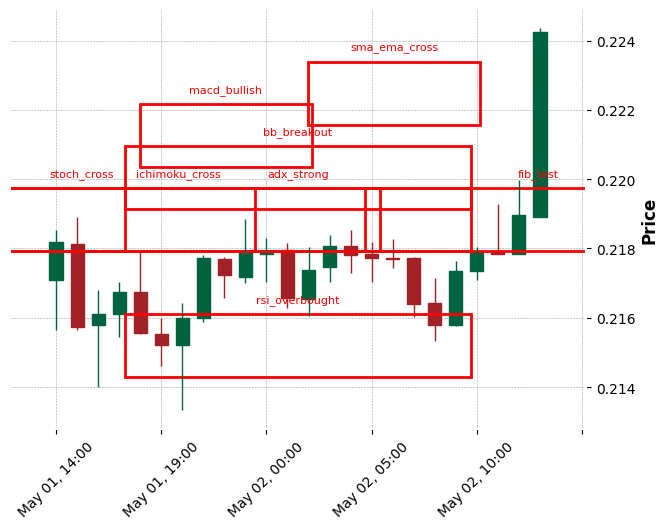 sma_ema_cross
0.224
macd_bullish
0.222
bb_breakout
stoch_cross
ichimoku_cross
adx_strong
0.220
Price
0.218
rsi_overbought
0.216
0.214
May 01, 14:00
May 01, 19:00
May 02, 00:00
May 02, 05:00
May 02, 10:00